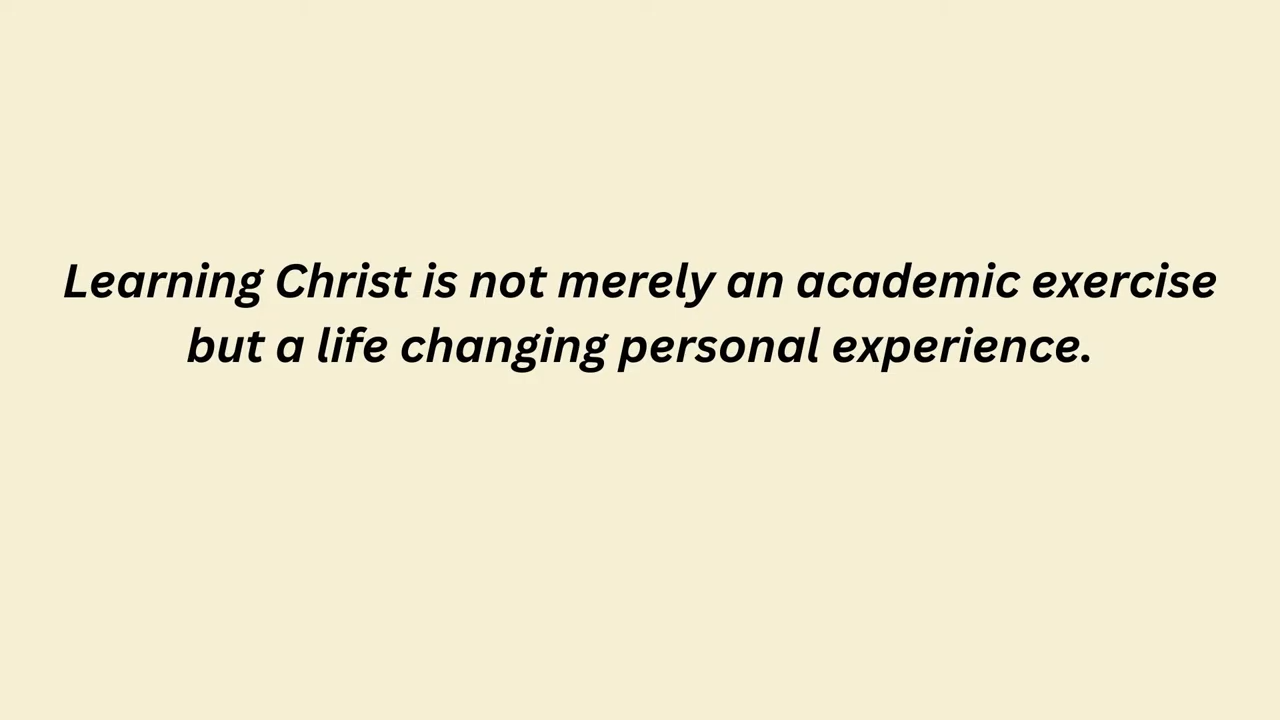 Learning Christ is not merely an academic exercise
but a life changing personal experience.